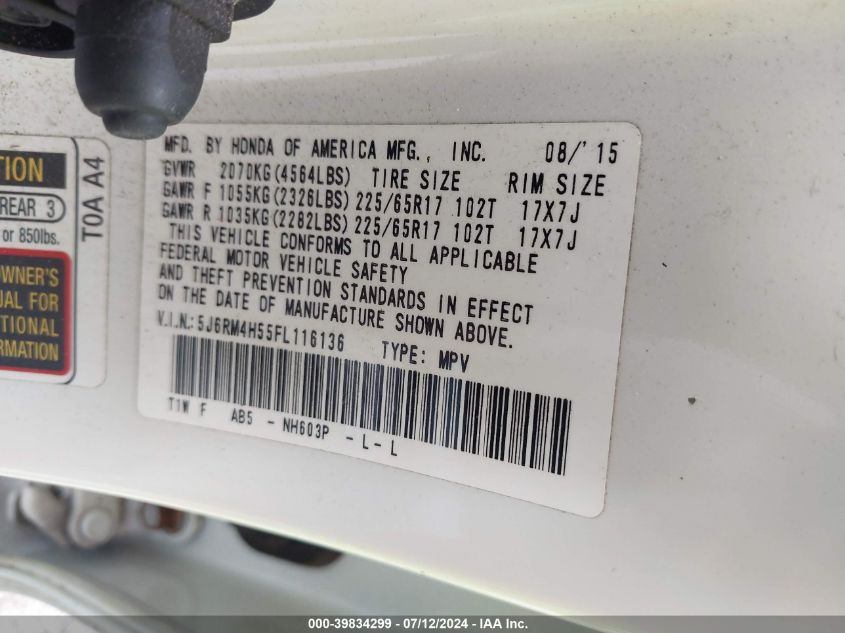 TION
REAR 3)
or 850lbs.
OWNER'S
UAL FOR
ITIONAL
ORMATION
T0A A4
MFD. BY HONDA OF AMERICA MFG., INC. 08/'15
GVWR 2070KG(4564LBS) TIRE SIZE RIM SIZE
GAWR F 1055KG(2326LBS) 225/65R17 102T 17X7J
GAWR R 1035KG(2282LBS) 225/65R17 102T 17X7J
THIS VEHICLE CONFORMS TO ALL APPLICABLE
FEDERAL MOTOR VEHICLE SAFETY
AND THEFT PREVENTION STANDARDS IN EFFECT
ON THE DATE OF MANUFACTURE SHOWN ABOVE.
V.I.N.:5J6RM4H55FL116136 TYPE: MPV
T1W F AB5 - NH603P - L - L
000-39834299 / 07/12/2024 / IAA Inc.